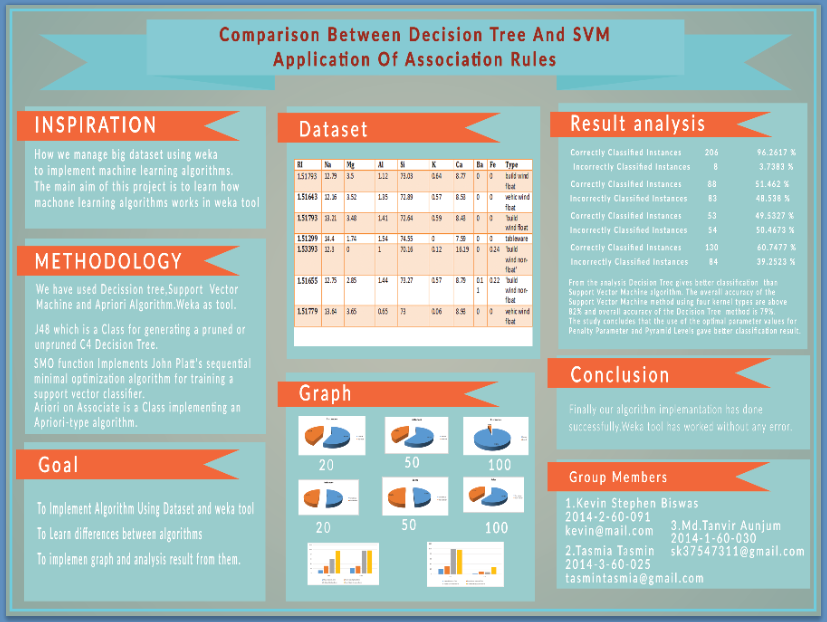 Comparison Between Decision Tree And SVM
Application Of Association Rules
INSPIRATION
How we manage big dataset using weka
to implement machine learning algorithms.
The main aim of this project is to learn how
machone learning algorithms works in weka tool
METHODOLOGY
We have used Decission tree,Support Vector
Machine and Apriori Algorithm.Weka as tool.
J48 which is a Class for generating a pruned or
unpruned C4 Decision Tree.
SMO function Implements John Platt's sequential
minimal optimization algorithm for training a
support vector classifier.
Ariori on Associate is a Class implementing an
Apriori-type algorithm.
Goal
To Implement Algorithm Using Dataset and weka tool
To Learn differences between algorithms
To implemen graph and analysis result from them.
Dataset
RI Na Mg Al Si K Ca Ba Fe Type
1.51793 12.79 3.5 1.12 73.03 0.64 8.77 0 0 build wind
float
1.51643 12.16 3.52 1.35 72.89 0.57 8.53 0 0 vehic wind
float
1.51793 13.21 3.48 1.41 72.64 0.59 8.43 0 0 'build
wind float
1.51299 14.4 1.74 1.54 74.55 0 7.59 0 0 tableware
1.53393 12.3 0 1 70.16 0.12 16.19 0 0.24 'build
wind non-
float'
1.51655 12.75 2.85 1.44 73.27 0.57 8.79 0.1 0.22 'build
1 wind non-
float
1.51779 13.64 3.65 0.65 73 0.06 8.93 0 0 vehic wind
float
Graph
20 50 100
20 50 100
Result analysis
Correctly Classified Instances 206 96.2617 %
Incorrectly Classified Instances 8 3.7383 %
Correctly Classified Instances 88 51.462 %
Incorrectly Classified Instances 83 48.538 %
Correctly Classified Instances 53 49.5327 %
Incorrectly Classified Instances 54 50.4673 %
Correctly Classified Instances 130 60.7477 %
Incorrectly Classified Instances 84 39.2523 %
From the analysis Decision Tree gives better classification than
Support Vector Machine algorithm. The overall accuracy of the
Support Vector Machine method using four kernel types are above
82% and overall accuracy of the Decision Tree method is 79%.
The study concludes that the use of the optimal parameter values for
Penalty Parameter and Pyramid Levels gave better classification result.
Conclusion
Finally our algorithm implemantation has done
successfully.Weka tool has worked without any error.
Group Members
1.Kevin Stephen Biswas
2014-2-60-091
kevin@mail.com
2.Tasmia Tasmin
2014-3-60-025
tasmintasmia@gmail.com
3.Md.Tanvir Aunjum
2014-1-60-030
sk37547311@gmail.com